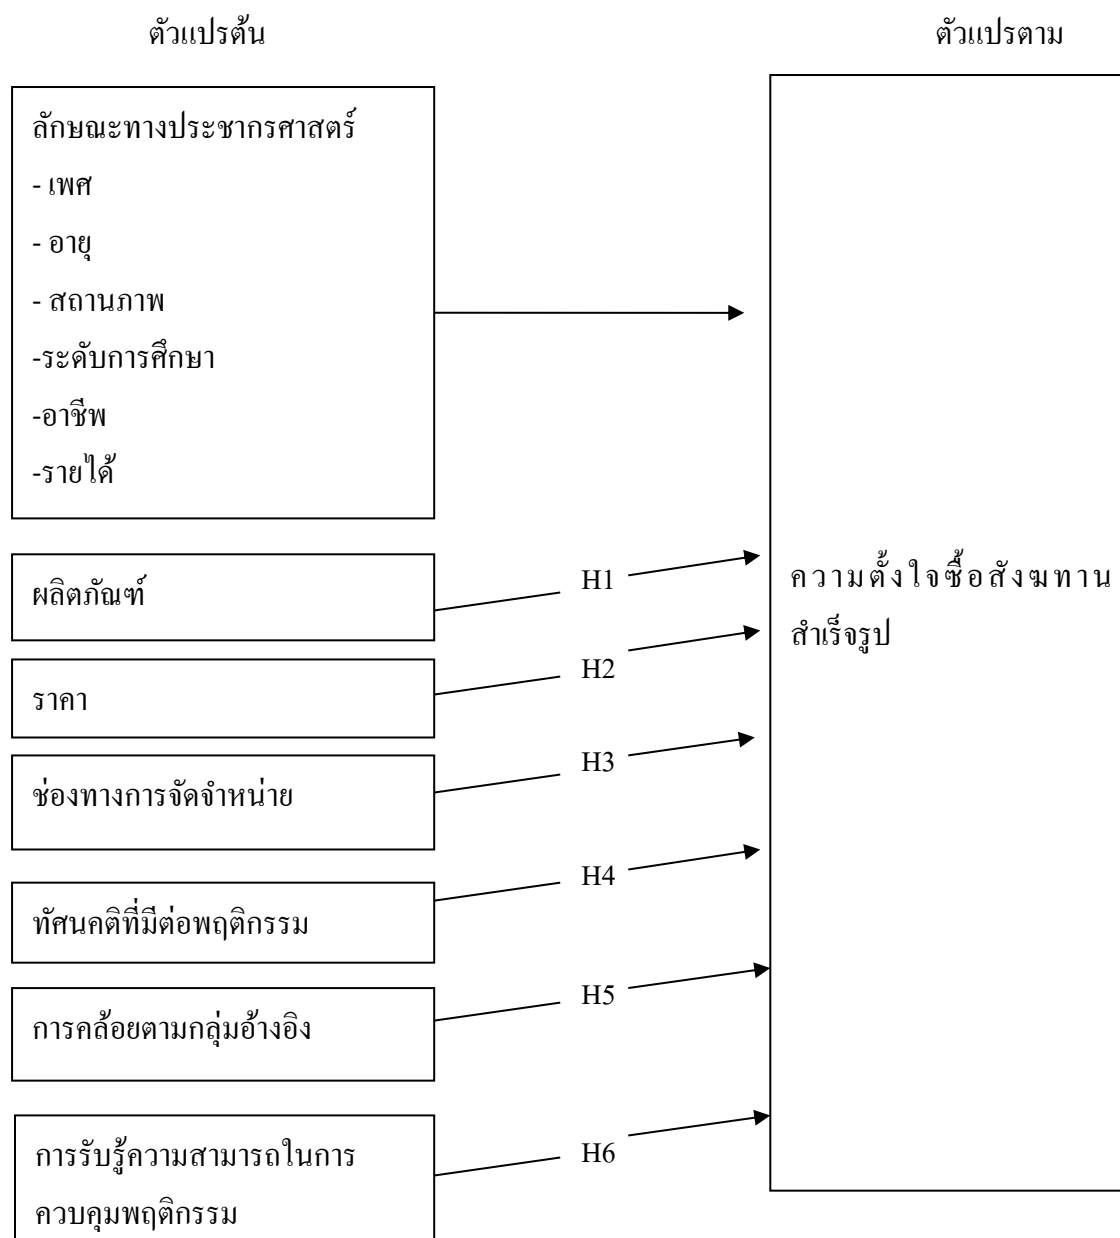 ตัวแปรต้น
ตัวแปรตาม
ลักษณะทางประชากรศาสตร์
- เพศ
- อายุ
- สถานภาพ
-ระดับการศึกษา
-อาชีพ
-รายได้
ผลิตภัณฑ์
H1
ราคา
H2
ช่องทางการจัดจำหน่าย
H3
ทัศนคติที่มีต่อพฤติกรรม
H4
การคล้อยตามกลุ่มอ้างอิง
H5
การรับรู้ความสามารถในการ
ควบคุมพฤติกรรม
H6
ความตั้งใจซื้อสังฆทาน
สำเร็จรูป